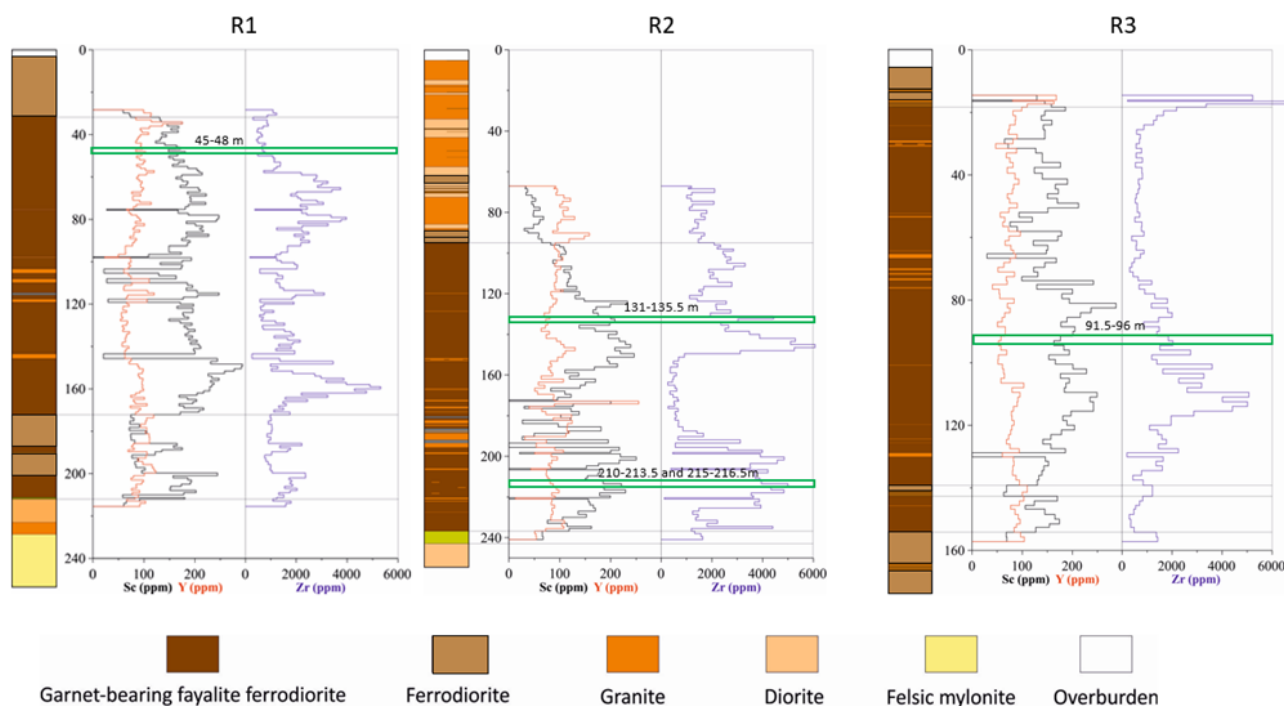 R1
R2
R3
0
40
80
120
160
200
240
45-48 m
0
100
200
0
2000
4000
6000
Sc (ppm) Y (ppm)
Zr (ppm)
0
40
80
120
160
200
240
131-135.5 m
210-213.5 and 215-216.5m
0
100
200
0
2000
4000
6000
Sc (ppm) Y (ppm)
Zr (ppm)
0
40
80
120
160
91.5-96 m
0
100
200
0
2000
4000
6000
Sc (ppm) Y (ppm)
Zr (ppm)
Garnet-bearing fayalite ferrodiorite
Ferrodiorite
Granite
Diorite
Felsic mylonite
Overburden